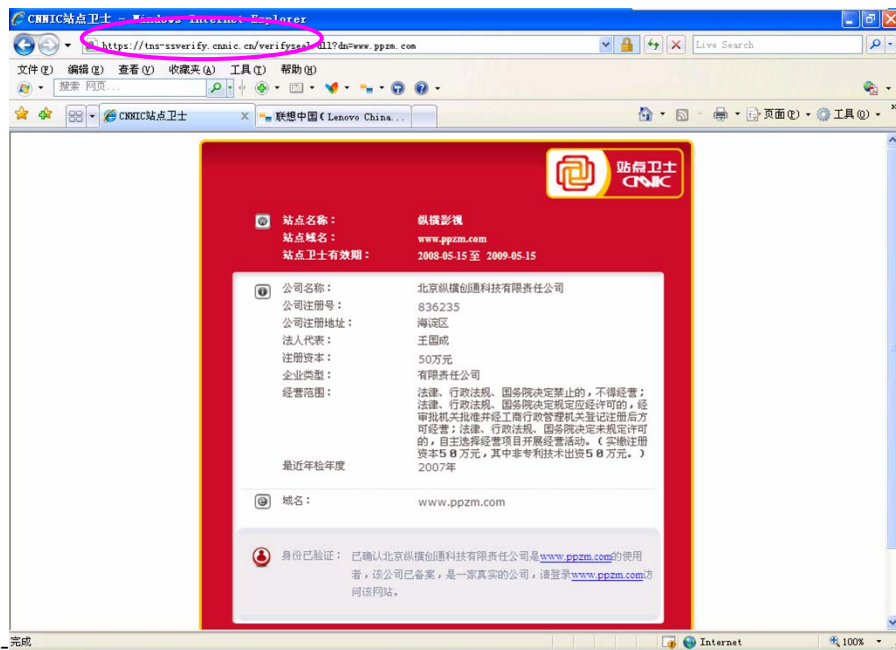 CNNIC站点卫士 - Windows Internet Explorer
https://tns-ssverify.cnnic.cn/verifyseal.dll?dn=www.ppzm.com
Live Search
文件(F) 编辑(E) 查看(V) 收藏夹(A) 工具(T) 帮助(H)
搜索 网页...
CNNIC站点卫士
联想中国(Lenovo China...
页面(P)
工具(O)
站点卫士
CNNIC
站点名称： 纵横影视
站点域名： www.ppzm.com
站点卫士有效期： 2008-05-15 至 2009-05-15
公司名称： 北京纵横创通科技有限责任公司
公司注册号： 836235
公司注册地址： 海淀区
法人代表： 王国成
注册资本： 50万元
企业类型： 有限责任公司
经营范围： 法律、行政法规、国务院决定禁止的，不得经营；
法律、行政法规、国务院决定规定应经许可的，经
审批机关批准并经工商行政管理机关登记注册后方
可经营；法律、行政法规、国务院决定未规定许可
的，自主选择经营项目开展经营活动。（实缴注册
资本50万元，其中非专利技术出资50万元。）
最近年检年度 2007年
域名： www.ppzm.com
身份已验证： 已确认北京纵横创通科技有限责任公司是www.ppzm.com的使用
者，该公司已备案，是一家真实的公司，请登录www.ppzm.com访
问该网站。
完成
Internet
100%